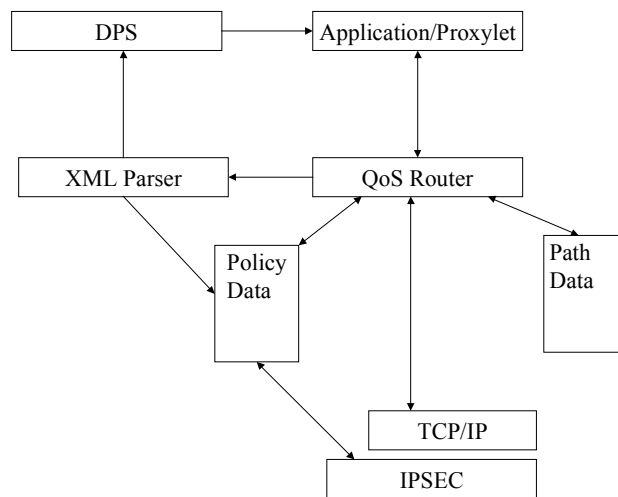 DPS
Application/Proxylet
XML Parser
QoS Router
Policy
Data
Path
Data
TCP/IP
IPSEC